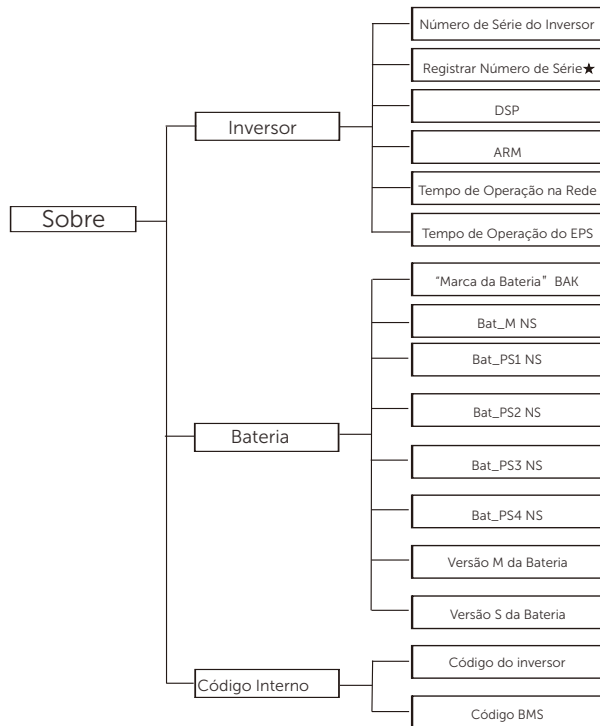 Sobre
Inversor
Número de Série do Inversor
Registrar Número de Série★
DSP
ARM
Tempo de Operação na Rede
Tempo de Operação do EPS
Bateria
“Marca da Bateria” BAK
Bat_M NS
Bat_PS1 NS
Bat_PS2 NS
Bat_PS3 NS
Bat_PS4 NS
Versão M da Bateria
Versão S da Bateria
Código Interno
Código do inversor
Código BMS